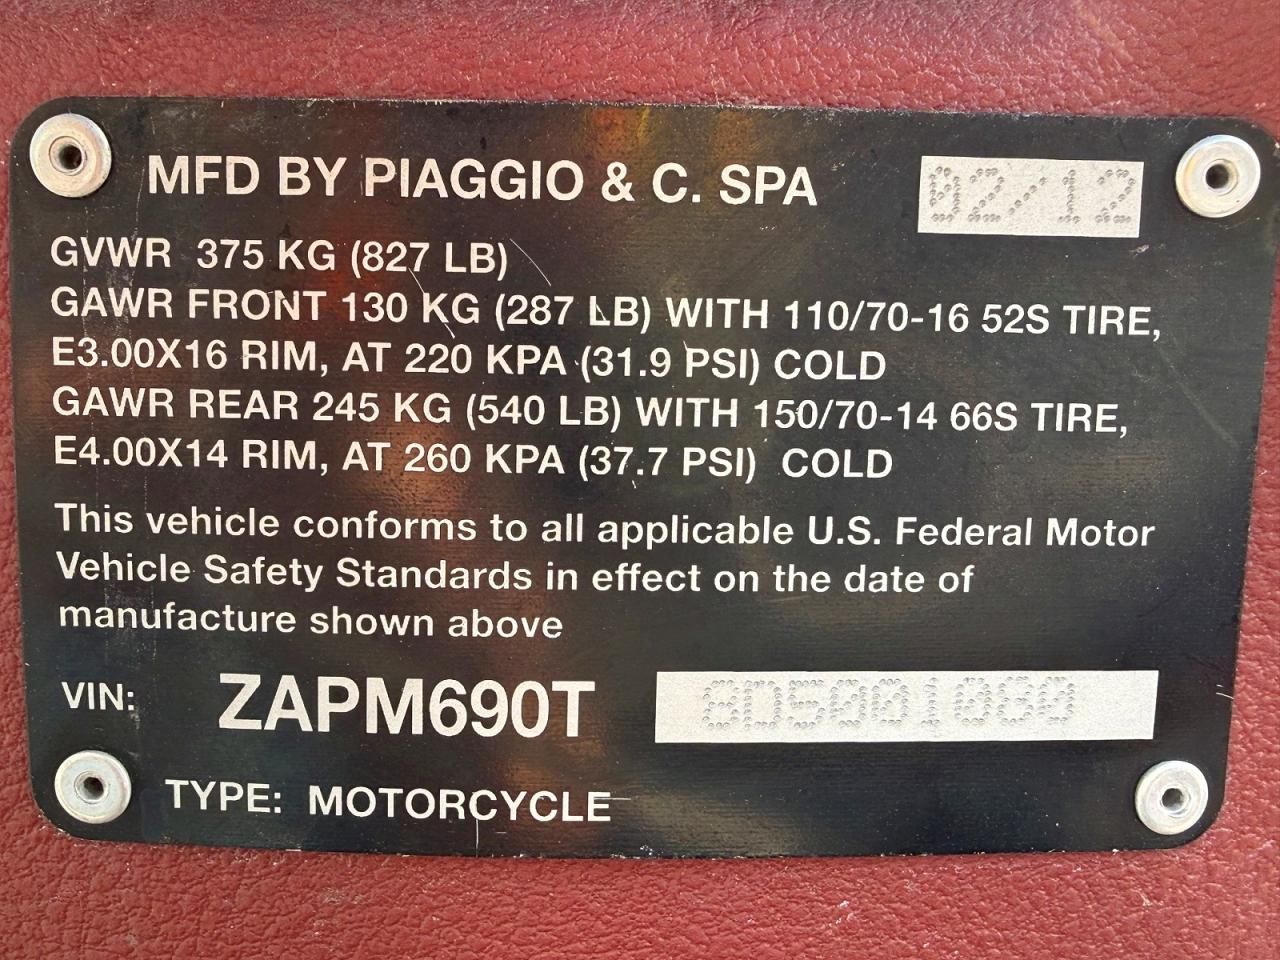 MFD BY PIAGGIO & C. SPA 02/12
GVWR 375 KG (827 LB)
GAWR FRONT 130 KG (287 LB) WITH 110/70-16 52S TIRE,
E3.00X16 RIM, AT 220 KPA (31.9 PSI) COLD
GAWR REAR 245 KG (540 LB) WITH 150/70-14 66S TIRE,
E4.00X14 RIM, AT 260 KPA (37.7 PSI) COLD
This vehicle conforms to all applicable U.S. Federal Motor
Vehicle Safety Standards in effect on the date of
manufacture shown above
VIN: ZAPM690T 8D5001080
TYPE: MOTORCYCLE